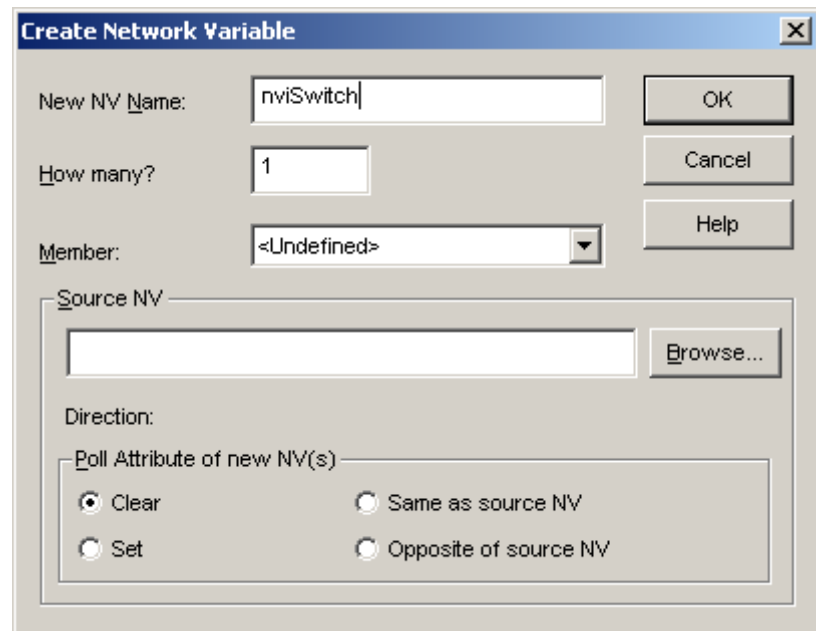 Create Network Variable
New NV Name: nviSwitch OK
How many? 1 Cancel
Member: <Undefined> Help
Source NV
Browse...
Direction:
Poll Attribute of new NV(s)
Clear Same as source NV
Set Opposite of source NV